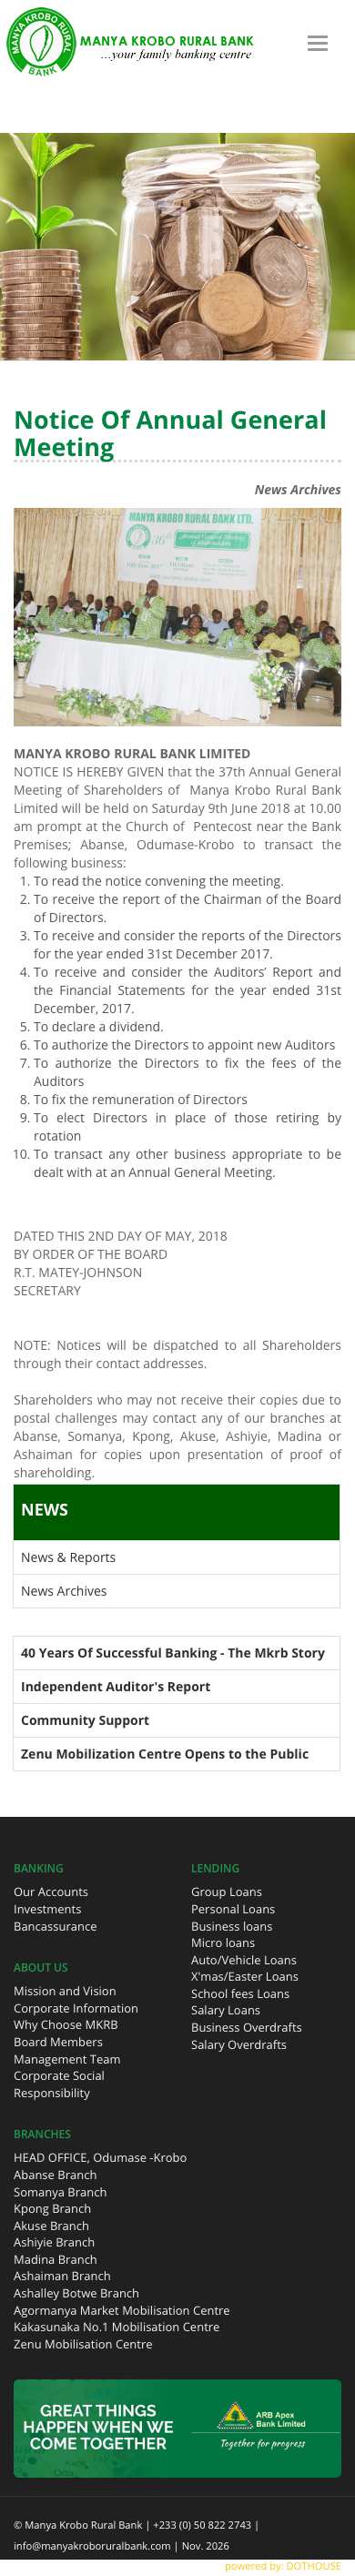 MANYA KROBO RURAL
BANK
MANYA KROBO RURAL BANK
...your family banking centre
Notice Of Annual General
Meeting
News Archives
MANYA KROBO RURAL BANK LTD.
MANYA KROBO RURAL BANK LIMITED
NOTICE IS HEREBY GIVEN that the 37th Annual General
Meeting of Shareholders of Manya Krobo Rural Bank
Limited will be held on Saturday 9th June 2018 at 10.00
am prompt at the Church of Pentecost near the Bank
Premises; Abanse, Odumase-Krobo to transact the
following business:
1. To read the notice convening the meeting.
2. To receive the report of the Chairman of the Board
of Directors.
3. To receive and consider the reports of the Directors
for the year ended 31st December 2017.
4. To receive and consider the Auditors’ Report and
the Financial Statements for the year ended 31st
December, 2017.
5. To declare a dividend.
6. To authorize the Directors to appoint new Auditors
7. To authorize the Directors to fix the fees of the
Auditors
8. To fix the remuneration of Directors
9. To elect Directors in place of those retiring by
rotation
10. To transact any other business appropriate to be
dealt with at an Annual General Meeting.
DATED THIS 2ND DAY OF MAY, 2018
BY ORDER OF THE BOARD
R.T. MATEY-JOHNSON
SECRETARY
NOTE: Notices will be dispatched to all Shareholders
through their contact addresses.
Shareholders who may not receive their copies due to
postal challenges may contact any of our branches at
Abanse, Somanya, Kpong, Akuse, Ashiyie, Madina or
Ashaiman for copies upon presentation of proof of
shareholding.
NEWS
News & Reports
News Archives
40 Years Of Successful Banking - The Mkrb Story
Independent Auditor's Report
Community Support
Zenu Mobilization Centre Opens to the Public
BANKING
Our Accounts
Investments
Bancassurance
ABOUT US
Mission and Vision
Corporate Information
Why Choose MKRB
Board Members
Management Team
Corporate Social
Responsibility
LENDING
Group Loans
Personal Loans
Business loans
Micro loans
Auto/Vehicle Loans
X'mas/Easter Loans
School fees Loans
Salary Loans
Business Overdrafts
Salary Overdrafts
BRANCHES
HEAD OFFICE, Odumase -Krobo
Abanse Branch
Somanya Branch
Kpong Branch
Akuse Branch
Ashiyie Branch
Madina Branch
Ashaiman Branch
Ashalley Botwe Branch
Agormanya Market Mobilisation Centre
Kakasunaka No.1 Mobilisation Centre
Zenu Mobilisation Centre
GREAT THINGS
HAPPEN WHEN WE
COME TOGETHER
ARB Apex
Bank Limited
Together for progress
© Manya Krobo Rural Bank | +233 (0) 50 822 2743 |
info@manyakroboruralbank.com | Nov. 2026
powered by: DOTHOUSE